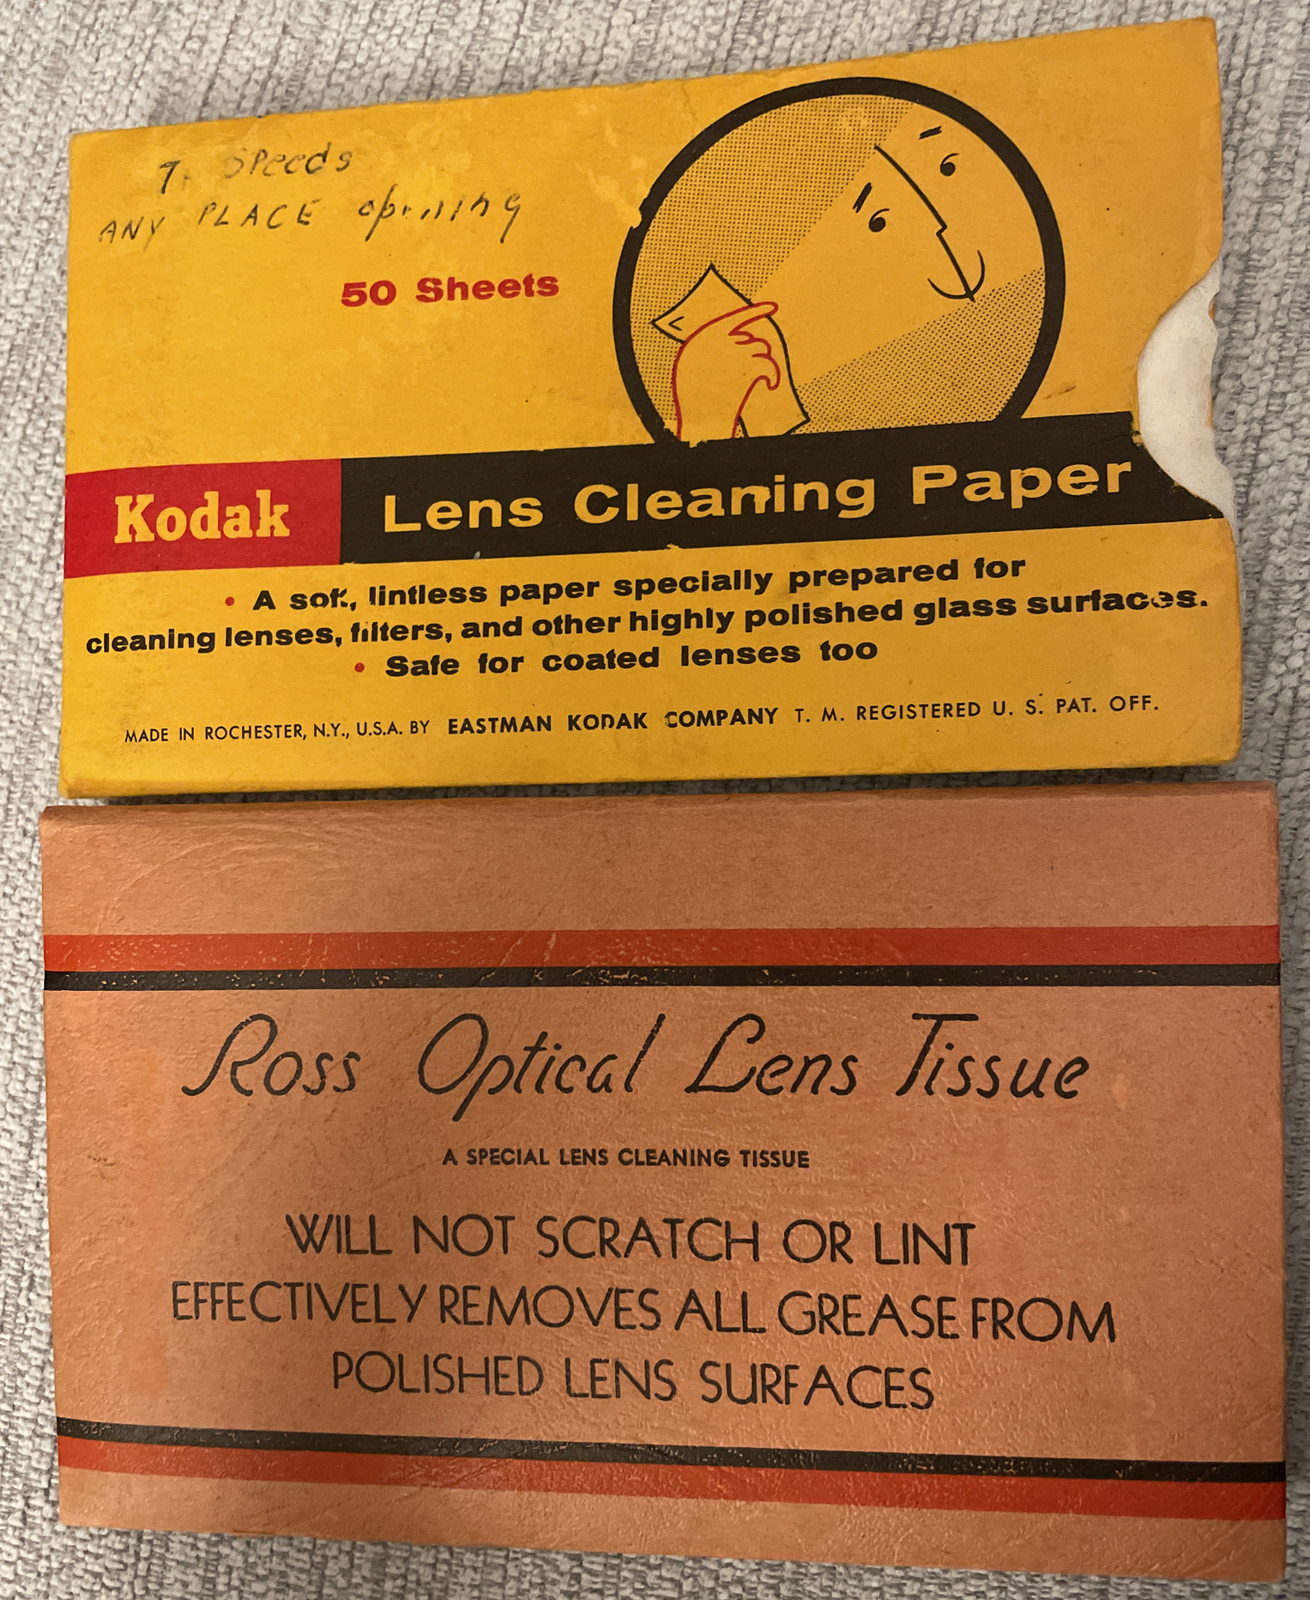 Speeds
ANY PLACE
50 Sheets
Kodak Lens Cleaning Paper
• A soft, lintless paper specially prepared for
cleaning lenses, filters, and other highly polished glass surfaces.
• Safe for coated lenses too
MADE IN ROCHESTER, N.Y., U.S.A. BY EASTMAN KODAK COMPANY T. M. REGISTERED U. S. PAT. OFF.
Ross Optical Lens Tissue
A SPECIAL LENS CLEANING TISSUE
WILL NOT SCRATCH OR LINT
EFFECTIVELY REMOVES ALL GREASE FROM
POLISHED LENS SURFACES